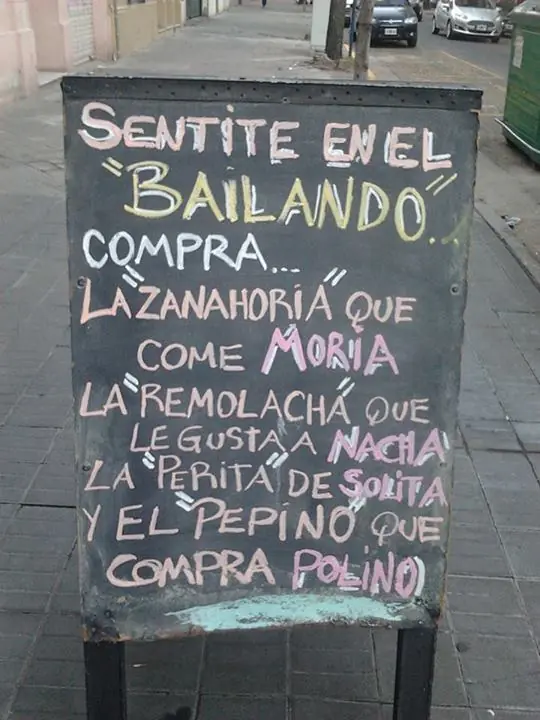 SENTITE EN EL
"BAILANDO"..
COMPRA...
LA "ZANAHORIA" QUE
COME MORIA
LA "REMOLACHA" QUE
LE GUSTA A NACHA
LA "PERITA" DE SOLITA
Y EL "PEPINO" QUE
COMPRA POLINO